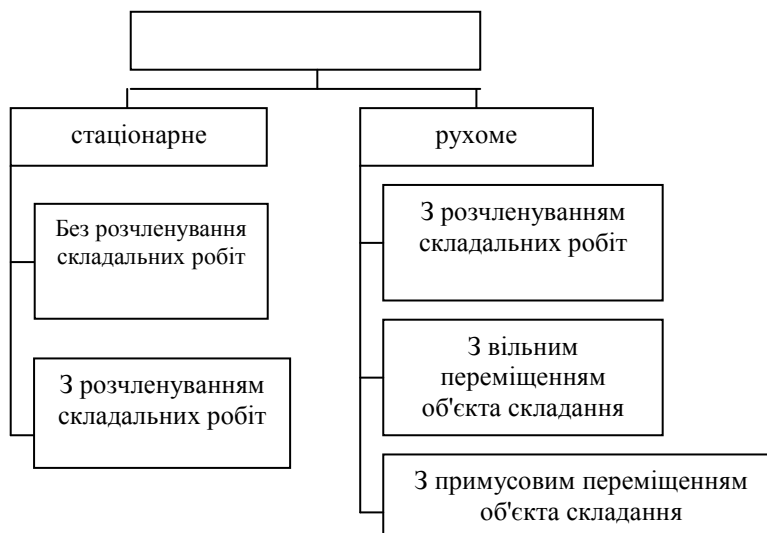 стаціонарне
рухоме
Без розчленування
складальних робіт
З розчленуванням
складальних робіт
З розчленуванням
складальних робіт
З вільним
переміщенням
об'єкта складання
З примусовим переміщенням
об'єкта складання